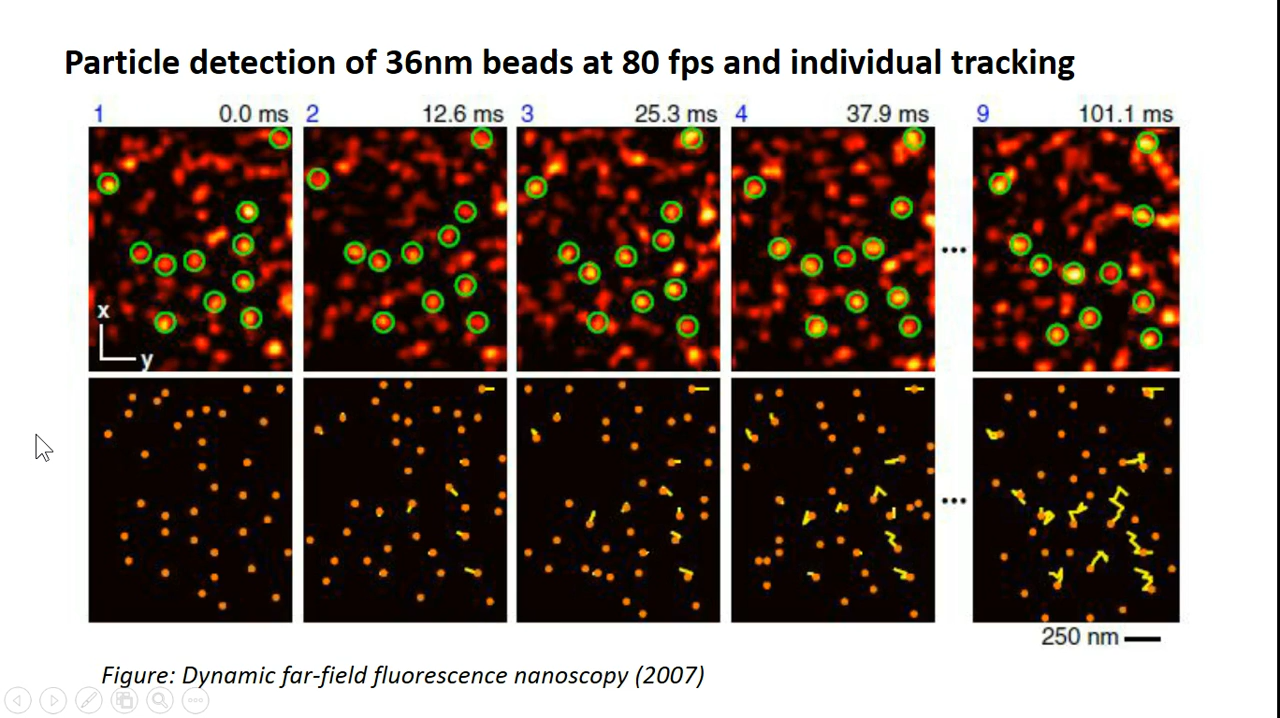 Particle detection of 36nm beads at 80 fps and individual tracking
1 0.0 ms 2 12.6 ms 3 25.3 ms 4 37.9 ms 9 101.1 ms
...
x
y
...
250 nm
Figure: Dynamic far-field fluorescence nanoscopy (2007)